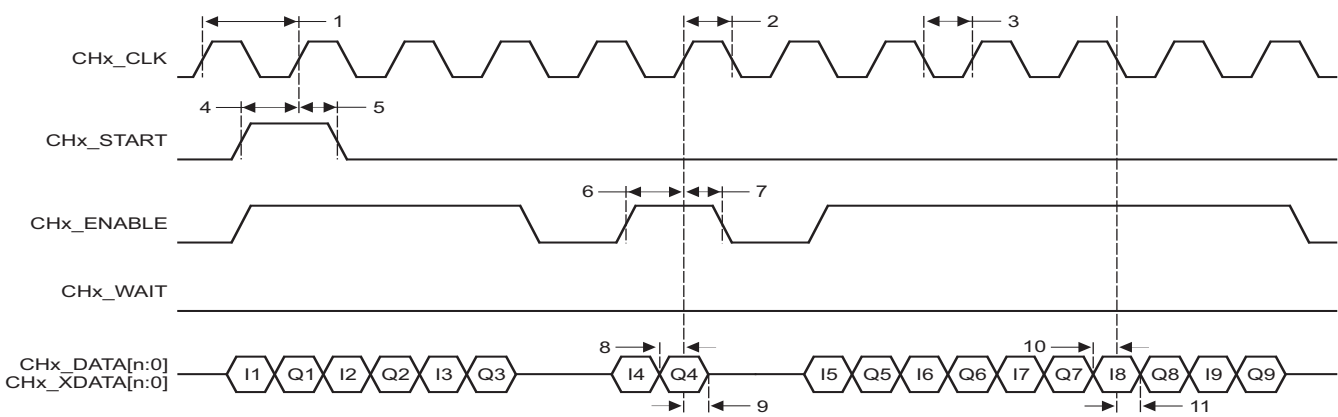 1 2 3
CHx_CLK
4 5
CHx_START
6 7
CHx_ENABLE
CHx_WAIT
8 10
CHx_DATA[n:0]
CHx_XDATA[n:0]
I1 Q1 I2 Q2 I3 Q3 I4 Q4 I5 Q5 I6 Q6 I7 Q7 I8 Q8 I9 Q9
9 11